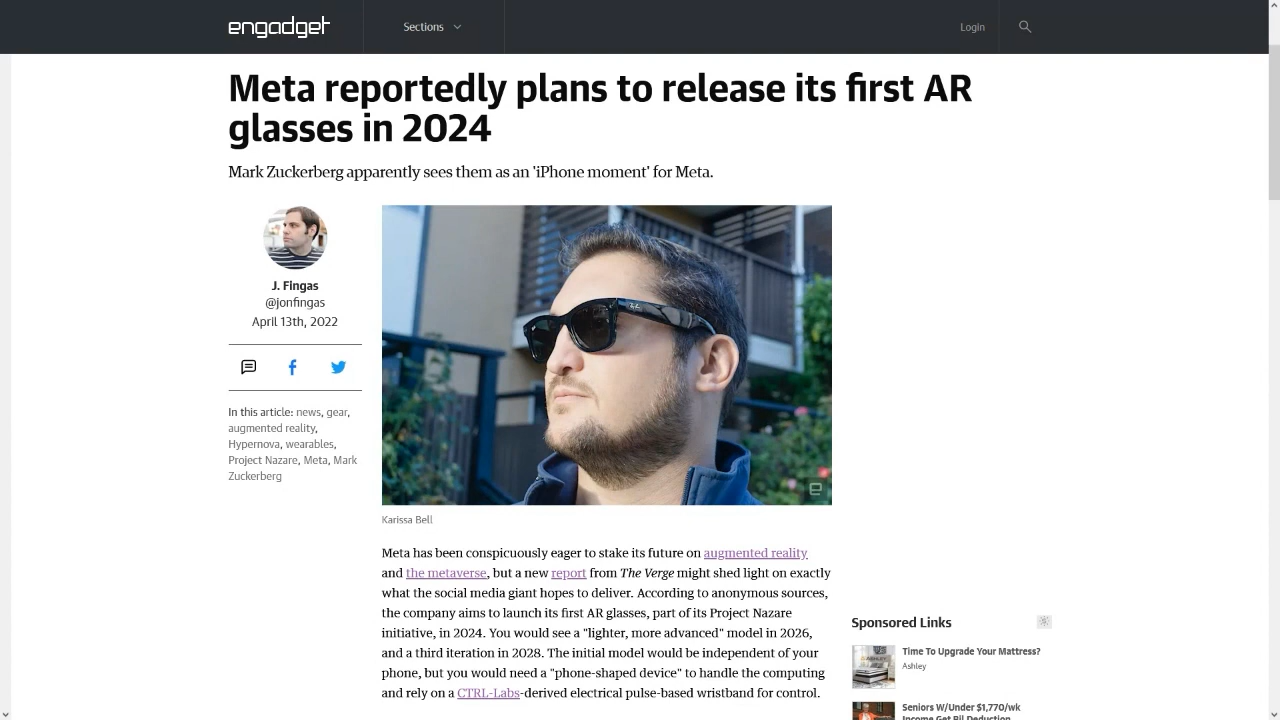 engadget
Sections
Login
Meta reportedly plans to release its first AR
glasses in 2024
Mark Zuckerberg apparently sees them as an 'iPhone moment' for Meta.
J. Fingas
@jonfingas
April 13th, 2022
In this article: news, gear,
augmented reality,
Hypernova, wearables,
Project Nazare, Meta, Mark
Zuckerberg
Karissa Bell
Meta has been conspicuously eager to stake its future on augmented reality
and the metaverse, but a new report from The Verge might shed light on exactly
what the social media giant hopes to deliver. According to anonymous sources,
the company aims to launch its first AR glasses, part of its Project Nazare
initiative, in 2024. You would see a "lighter, more advanced" model in 2026,
and a third iteration in 2028. The initial model would be independent of your
phone, but you would need a "phone-shaped device" to handle the computing
and rely on a CTRL-Labs-derived electrical pulse-based wristband for control.
Sponsored Links
Time To Upgrade Your Mattress?
Ashley
Seniors W/Under $1,770/wk
Income Get Bil Deduction